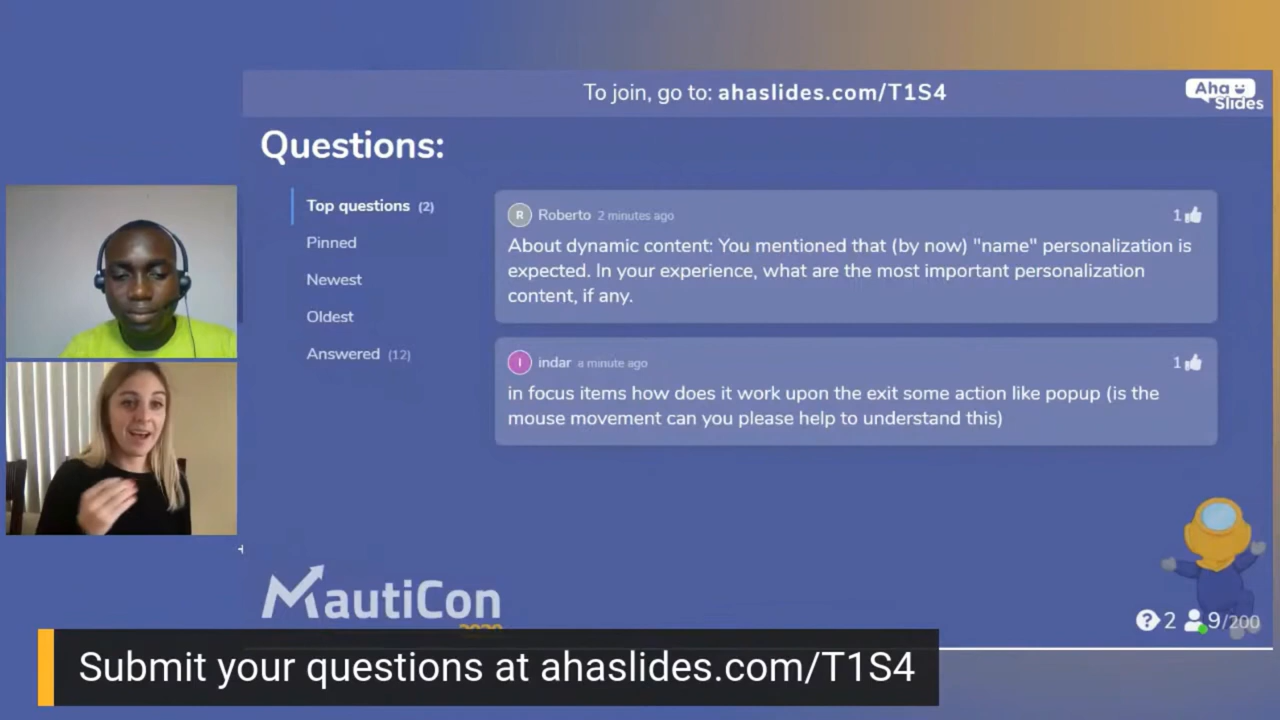 To join, go to: ahaslides.com/T1S4
Aha
Slides
Questions:
Top questions (2)
Pinned
Newest
Oldest
Answered (12)
R Roberto 2 minutes ago
1
About dynamic content: You mentioned that (by now) "name" personalization is
expected. In your experience, what are the most important personalization
content, if any.
I indar a minute ago
1
in focus items how does it work upon the exit some action like popup (is the
mouse movement can you please help to understand this)
MautiCon
2020
? 2 9/200
Submit your questions at ahaslides.com/T1S4